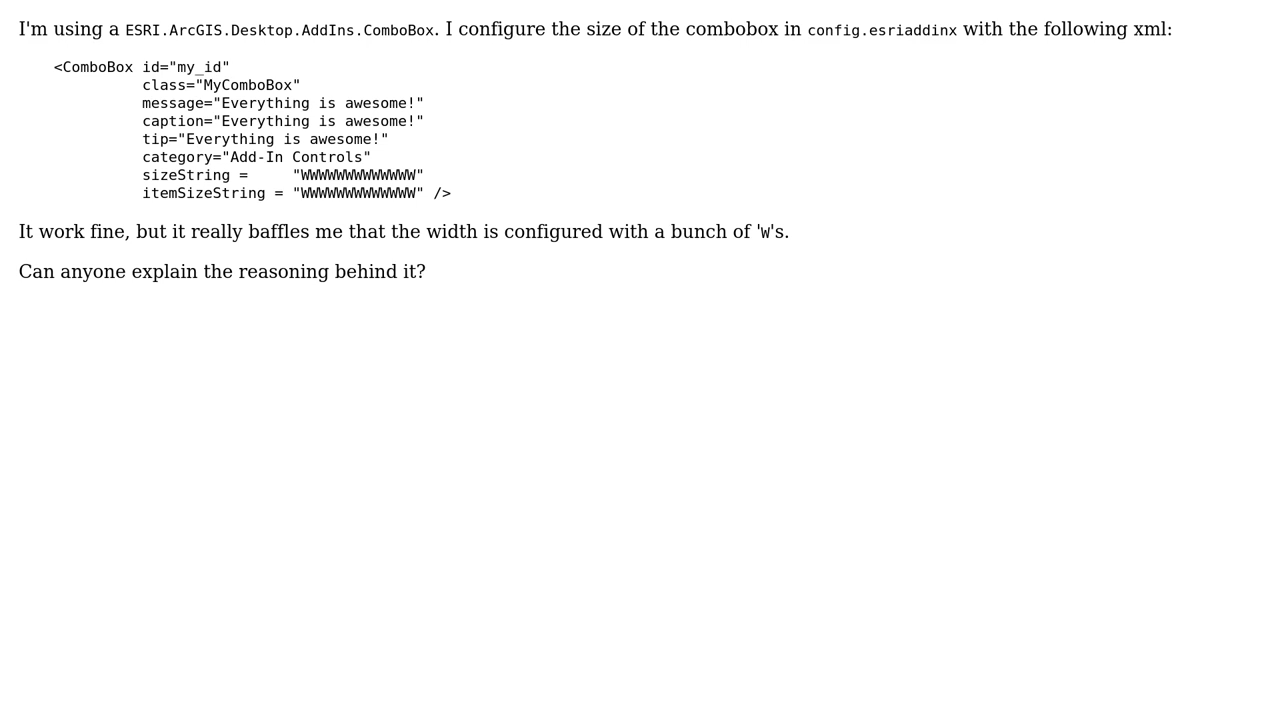 I'm using a ESRI.ArcGIS.Desktop.AddIns.ComboBox. I configure the size of the combobox in config.esriaddinx with the following xml:
<ComboBox id="my_id"
class="MyComboBox"
message="Everything is awesome!"
caption="Everything is awesome!"
tip="Everything is awesome!"
category="Add-In Controls"
sizeString =     "WWWWWWWWWWWWW"
itemSizeString = "WWWWWWWWWWWWW" />
It work fine, but it really baffles me that the width is configured with a bunch of 'W's.
Can anyone explain the reasoning behind it?